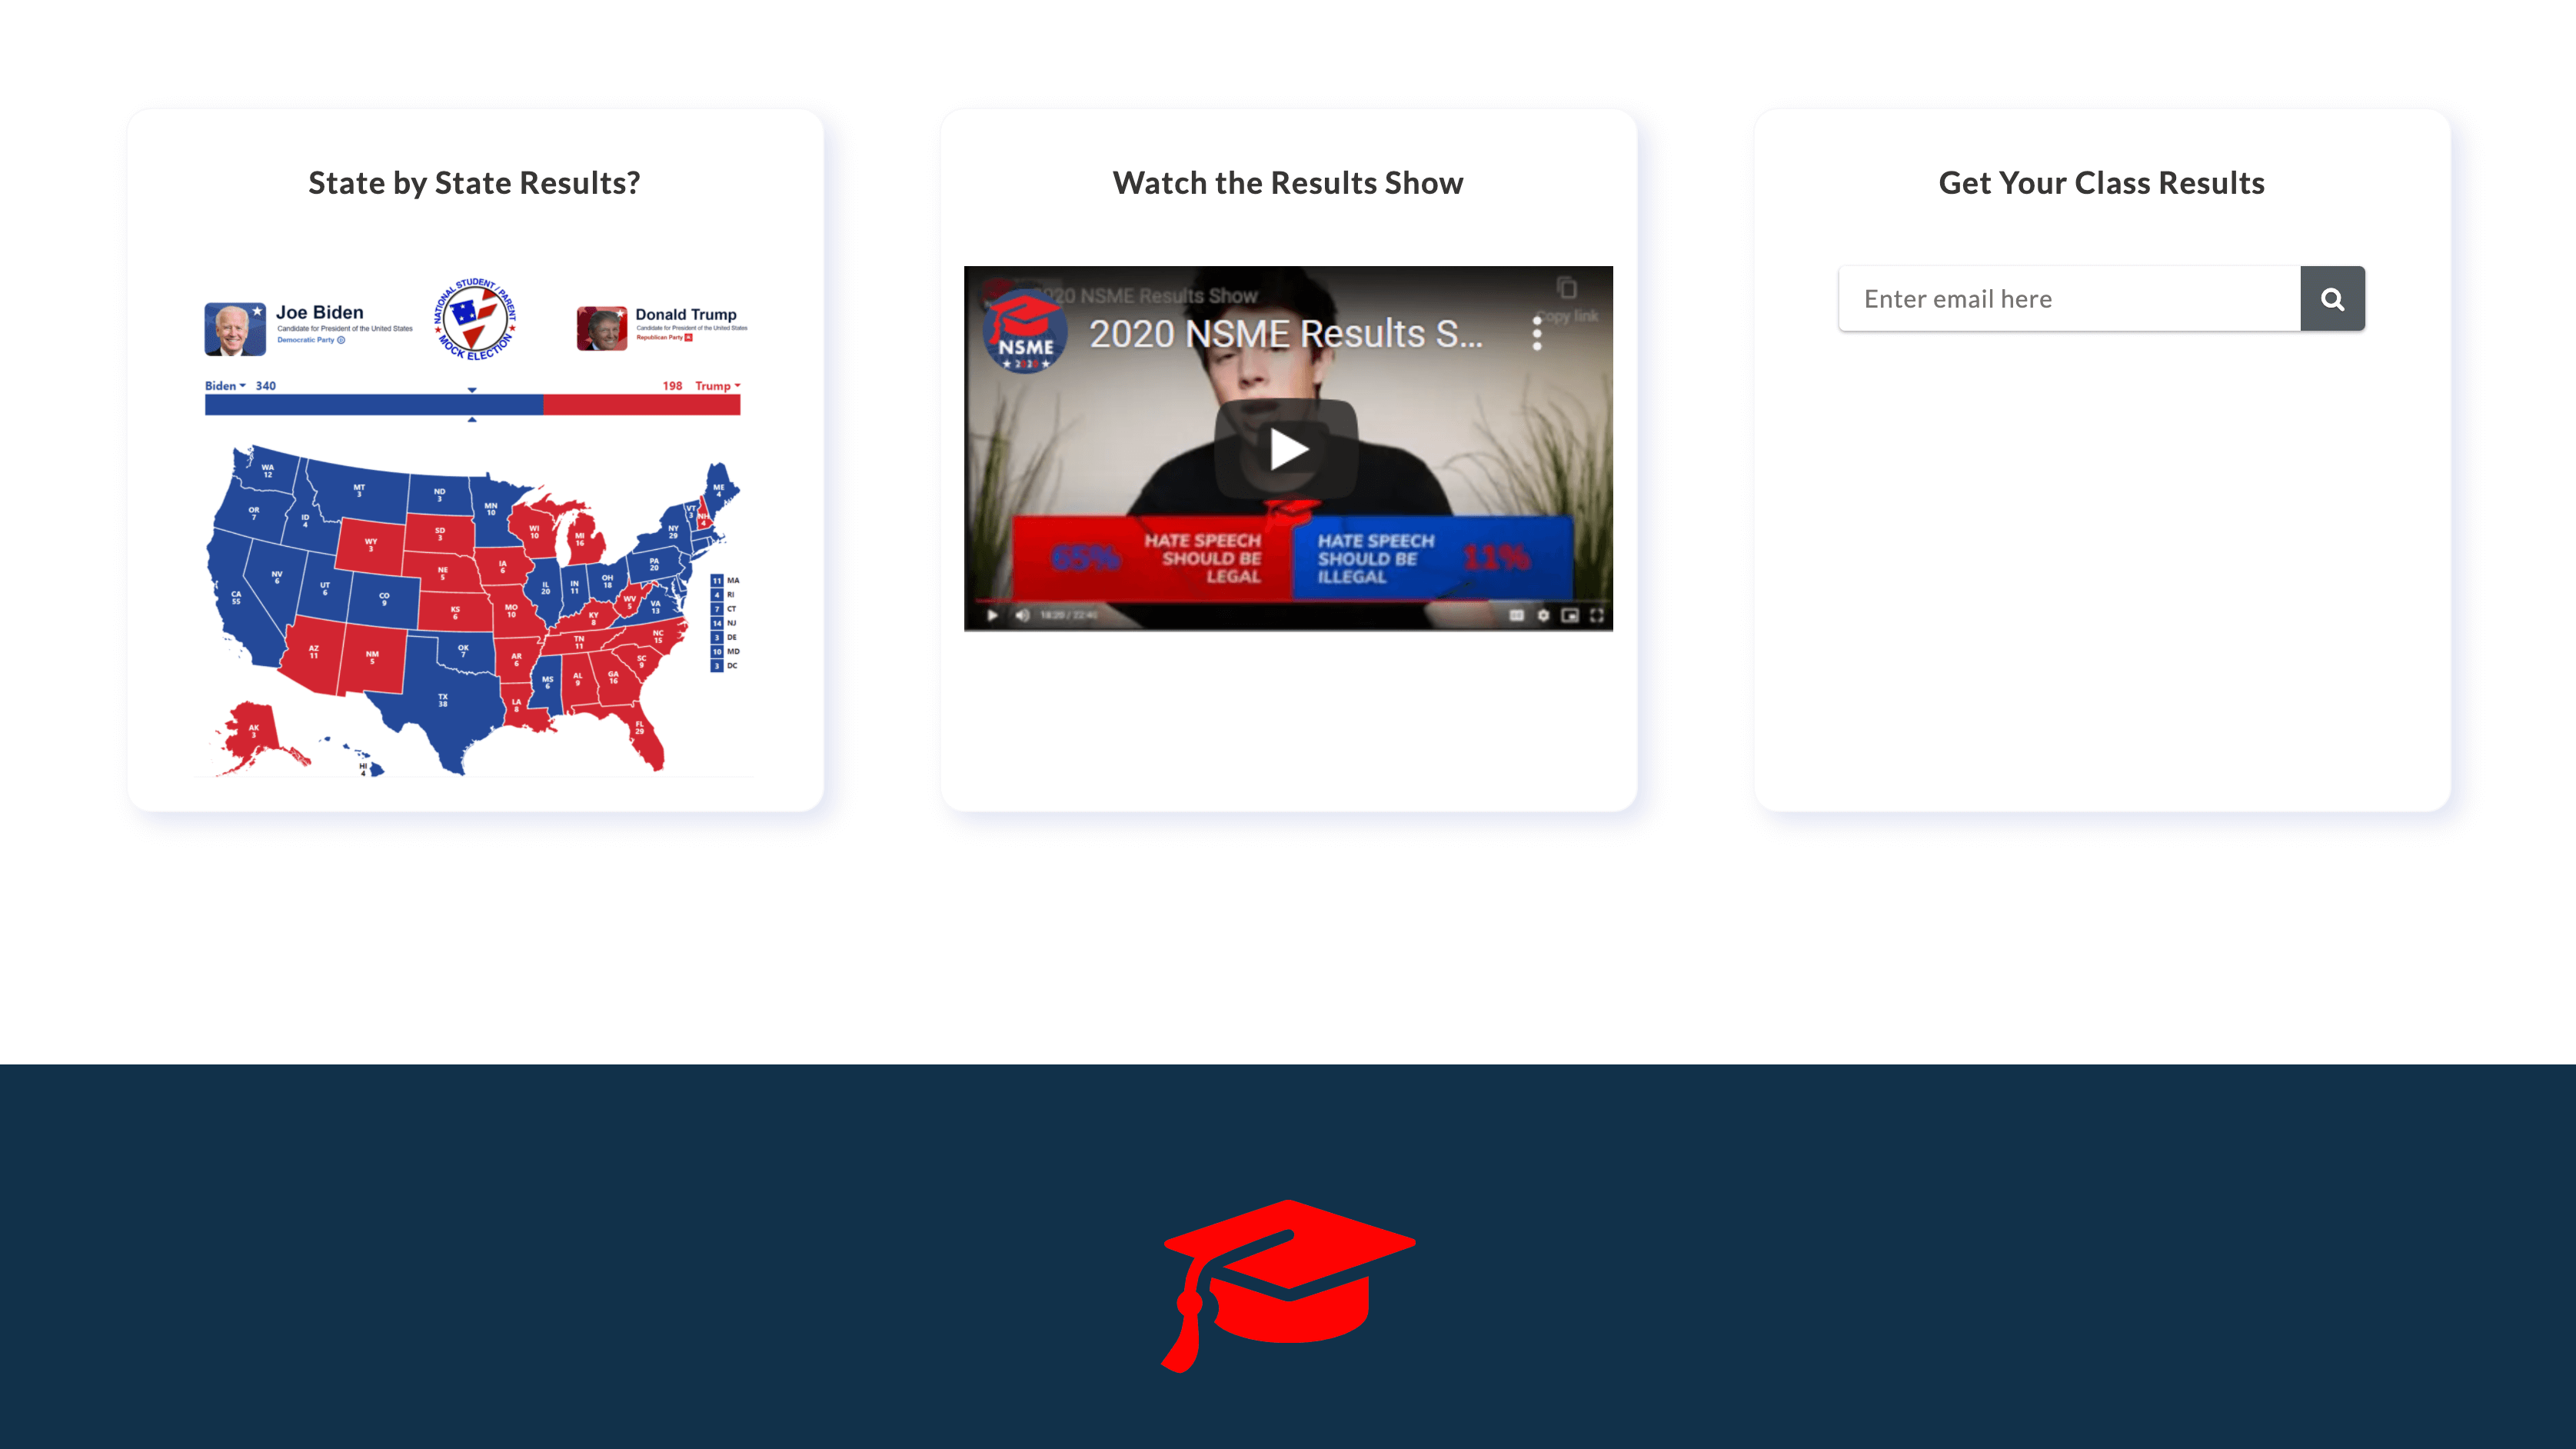 State by State Results?
Joe Biden
Candidate for President of the United States
Democratic Party
NATIONAL STUDENT / PARENT
MOCK ELECTION
Donald Trump
Candidate for President of the United States
Republican Party
Biden 340
198 Trump
WA
12
OR
7
CA
55
NV
6
ID
4
MT
3
WY
3
UT
6
AZ
11
CO
9
NM
5
ND
3
SD
3
NE
5
KS
6
OK
7
TX
38
MN
10
IA
6
MO
10
AR
6
LA
8
WI
10
IL
20
MI
16
IN
11
OH
18
KY
8
TN
11
MS
6
AL
9
GA
16
FL
29
SC
9
NC
15
VA
13
WV
5
PA
20
NY
29
VT
3
NH
4
ME
4
AK
3
HI
4
11 MA
4 RI
7 CT
14 NJ
3 DE
10 MD
3 DC
Watch the Results Show
2020 NSME Results Show
Copy link
2020 NSME Results S...
NSME
2020
65%
HATE SPEECH
SHOULD BE
LEGAL
HATE SPEECH
SHOULD BE
ILLEGAL
11%
Get Your Class Results
Enter email here